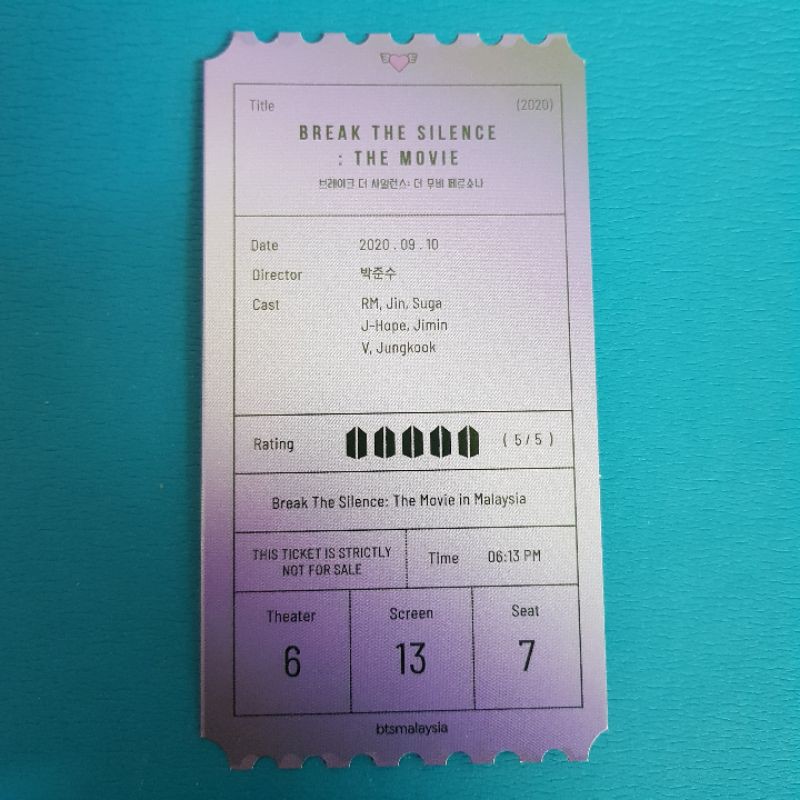 Title (2020)
BREAK THE SILENCE
: THE MOVIE
브레이크 더 사일런스: 더 무비 페르소나
Date 2020 . 09 . 10
Director 박준수
Cast RM, Jin, Suga
J-Hope, Jimin
V, Jungkook
Rating ( 5 / 5 )
Break The Silence: The Movie in Malaysia
THIS TICKET IS STRICTLY
NOT FOR SALE
Time 06:13 PM
Theater Screen Seat
6 13 7
btsmalaysia